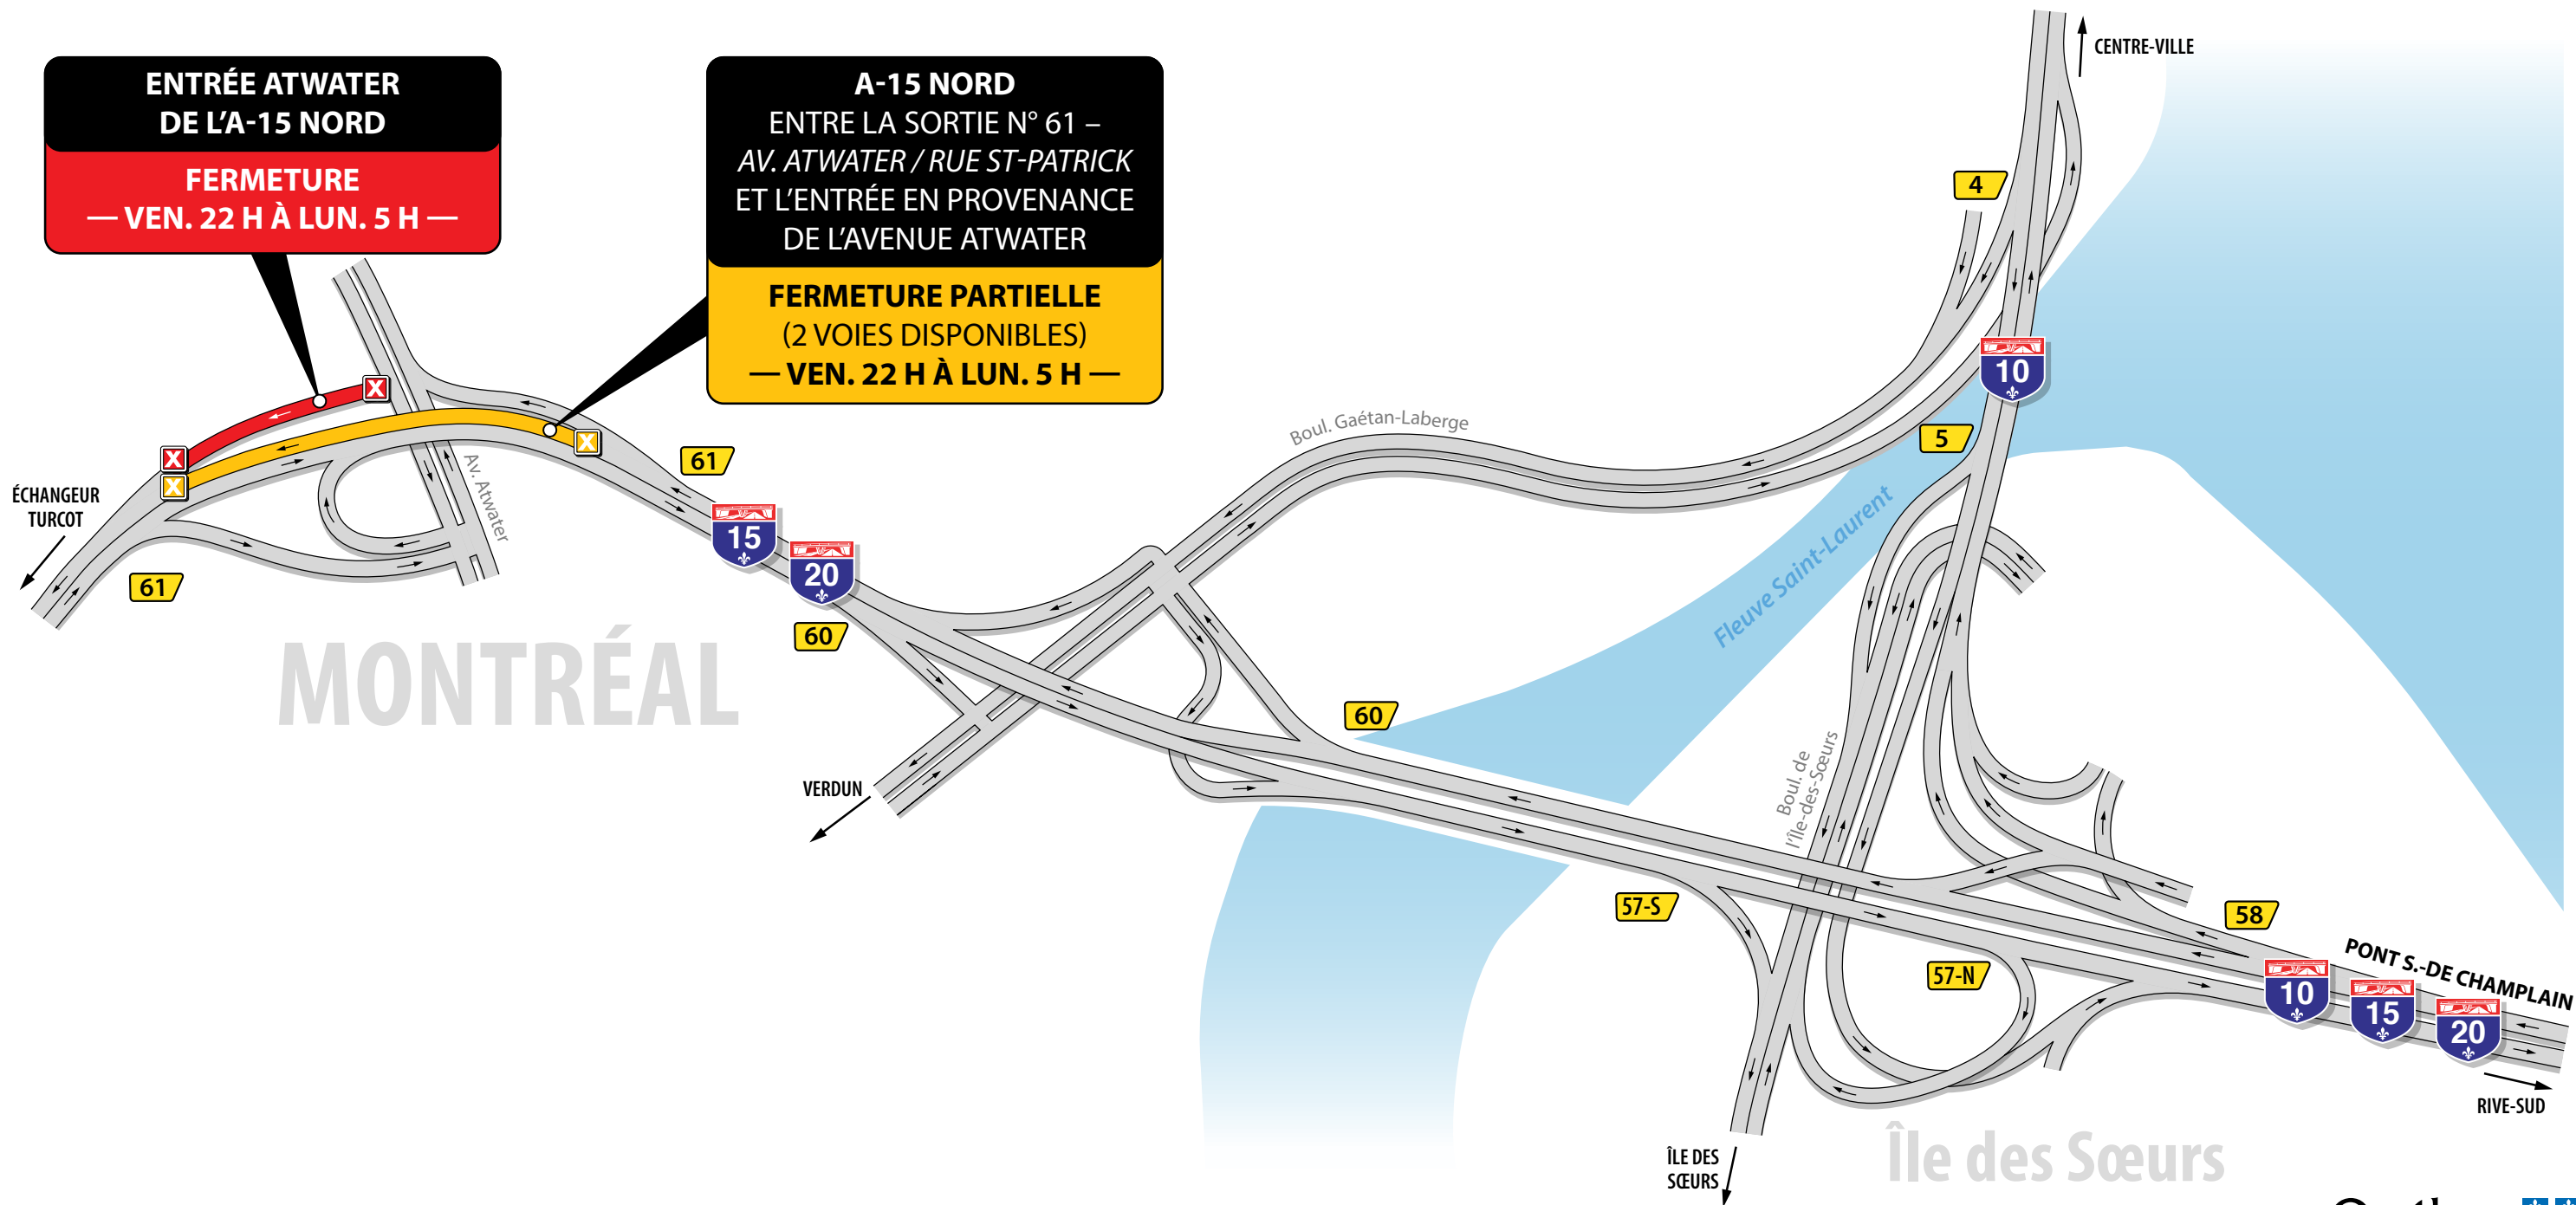 ENTRÉE ATWATER
DE L'A-15 NORD
FERMETURE
— VEN. 22 H À LUN. 5 H —
A-15 NORD
ENTRE LA SORTIE N° 61 –
AV. ATWATER / RUE ST-PATRICK
ET L'ENTRÉE EN PROVENANCE
DE L'AVENUE ATWATER
FERMETURE PARTIELLE
(2 VOIES DISPONIBLES)
— VEN. 22 H À LUN. 5 H —
CENTRE-VILLE
4
10
5
Boul. Gaétan-Laberge
Fleuve Saint-Laurent
X
X
X
X
Av. Atwater
61
15
20
60
ÉCHANGEUR
TURCOT
61
MONTRÉAL
VERDUN
60
Boul. de
l'Île-des-Sœurs
57-S
57-N
58
PONT S.-DE CHAMPLAIN
10
15
20
RIVE-SUD
ÎLE DES
SŒURS
Île des Sœurs